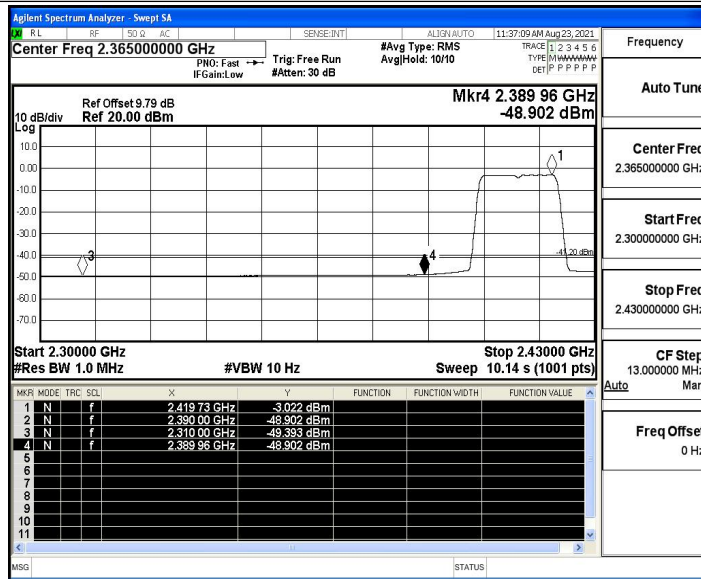 Agilent Spectrum Analyzer - Swept SA
RL RF 50 Ω AC SENSE:INT ALIGN AUTO 11:37:09 AM Aug 23, 2021
Center Freq 2.365000000 GHz
PNO: Fast
IFGain:Low
Trig: Free Run
#Atten: 30 dB
#Avg Type: RMS
Avg|Hold: 10/10
TRACE 1 2 3 4 5 6
TYPE MWWWWW
DET P P P P P P
Frequency
Auto Tune
Center Freq
2.365000000 GHz
Start Freq
2.300000000 GHz
Stop Freq
2.430000000 GHz
CF Step
13.000000 MHz
Auto Man
Freq Offset
0 Hz
Mkr4 2.389 96 GHz
-48.902 dBm
Ref Offset 9.79 dB
10 dB/div Ref 20.00 dBm
Log
10.0
0.00
-10.0
-20.0
-30.0
-40.0
-50.0
-60.0
-70.0
1
3
4
-41.20 dBm
Start 2.30000 GHz Stop 2.43000 GHz
#Res BW 1.0 MHz #VBW 10 Hz Sweep 10.14 s (1001 pts)
MKR MODE TRC SCL X Y FUNCTION FUNCTION WIDTH FUNCTION VALUE
1 N f 2.419 73 GHz -3.022 dBm
2 N f 2.390 00 GHz -48.902 dBm
3 N f 2.310 00 GHz -49.393 dBm
4 N f 2.389 96 GHz -48.902 dBm
5
6
7
8
9
10
11
MSG STATUS